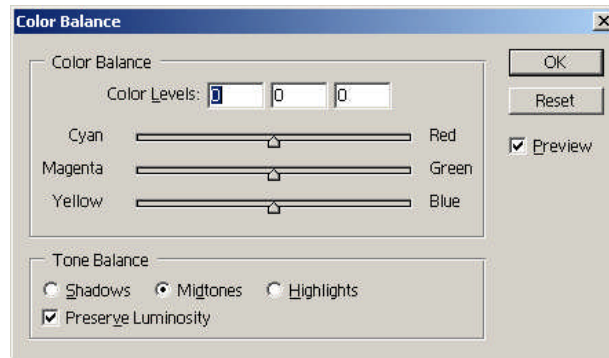 Color Balance
Color Balance
Color Levels: 0 0 0
Cyan Red
Magenta Green
Yellow Blue
Tone Balance
Shadows Midtones Highlights
Preserve Luminosity
OK
Reset
Preview